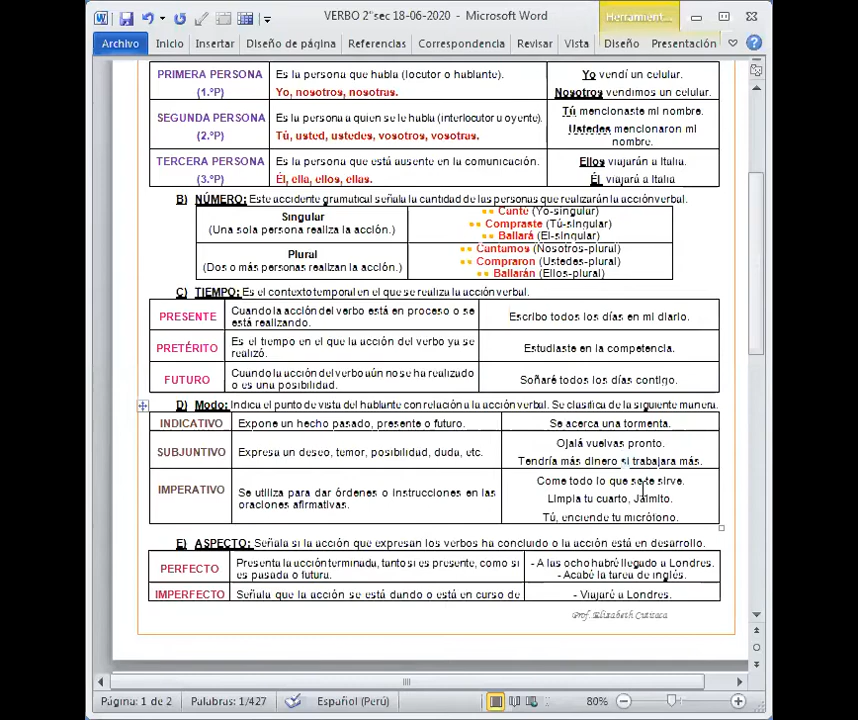 VERBO 2°sec 18-06-2020 - Microsoft Word
Herramient...
Archivo Inicio Insertar Diseño de página Referencias Correspondencia Revisar Vista Diseño Presentación
PRIMERA PERSONA Es la persona que habla (locutor o hablante). Yo vendí un celular.
(1.°P) Yo, nosotros, nosotras. Nosotros vendimos un celular.
SEGUNDA PERSONA Es la persona a quien se le habla (interlocutor u oyente). Tú mencionaste mi nombre.
(2.°P) Tú, usted, ustedes, vosotros, vosotras. Ustedes mencionaron mi
nombre.
TERCERA PERSONA Es la persona que está ausente en la comunicación. Ellos viajarán a Italia.
(3.°P) Él, ella, ellos, ellas. Él viajará a Italia
B) NÚMERO: Este accidente gramatical señala la cantidad de las personas que realizarán la acción verbal.
Singular Canté (Yo-singular)
(Una sola persona realiza la acción.) Compraste (Tú-singular)
Ballará (El-singular)
Plural Cantamos (Nosotros-plural)
(Dos o más personas realizan la acción.) Compraron (Ustedes-plural)
Ballarán (Ellos-plural)
C) TIEMPO: Es el contexto temporal en el que se realiza la acción verbal.
PRESENTE Cuando la acción del verbo está en proceso o se Escribo todos los días en mi diario.
está realizando.
PRETÉRITO Es el tiempo en el que la acción del verbo ya se Estudiaste en la competencia.
realizó.
FUTURO Cuando la acción del verbo aún no se ha realizado Soñaré todos los días contigo.
o es una posibilidad.
D) Modo: Indica el punto de vista del hablante con relación a la acción verbal. Se clasifica de la siguiente manera.
INDICATIVO Expone un hecho pasado, presente o futuro. Se acerca una tormenta.
SUBJUNTIVO Expresa un deseo, temor, posibilidad, duda, etc. Ojalá vuelvas pronto.
Tendría más dinero si trabajara más.
IMPERATIVO Se utiliza para dar órdenes o instrucciones en las Come todo lo que se te sirve.
oraciones afirmativas. Limpia tu cuarto, Jaimito.
Tú, enciende tu micrófono.
E) ASPECTO: Señala si la acción que expresan los verbos ha concluido o la acción está en desarrollo.
PERFECTO Presenta la acción terminada, tanto si es presente, como si - A las ocho habré llegado a Londres.
es pasada o futura. - Acabé la tarea de inglés.
IMPERFECTO Señala que la acción se está dando o está en curso de - Viajaré a Londres.
Prof. Elizabeth
Página: 1 de 2 Palabras: 1/427 Español (Perú) 80%